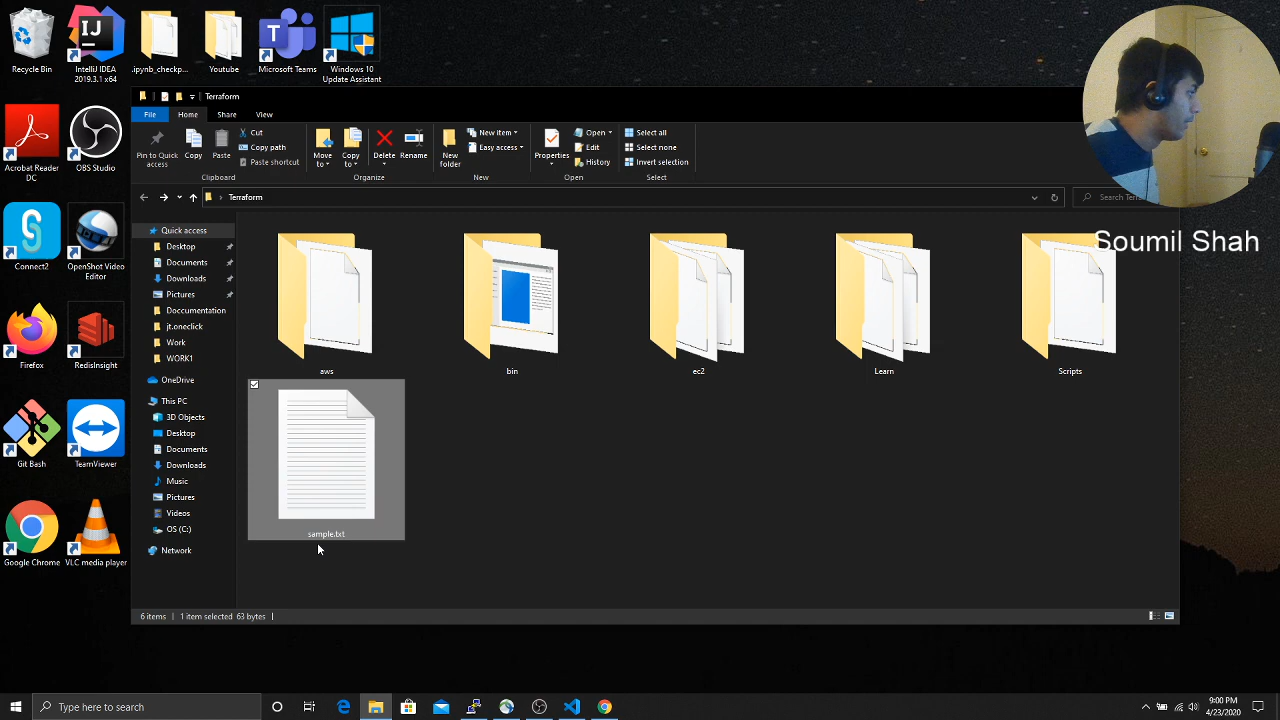 Recycle Bin
IntelliJ IDEA 2019.3.1 x64
.ipynb_checkp...
Youtube
Microsoft Teams
Windows 10 Update Assistant
Acrobat Reader DC
OBS Studio
Connect2
OpenShot Video Editor
Firefox
RedisInsight
Git Bash
TeamViewer
Google Chrome
VLC media player
Terraform
File Home Share View
Pin to Quick access
Copy
Paste
Cut
Copy path
Paste shortcut
Clipboard
Move to
Copy to
Delete
Rename
Organize
New folder
New item
Easy access
New
Properties
Open
Edit
History
Open
Select all
Select none
Invert selection
Select
Terraform
Search
Soumil Shah
Quick access
Desktop
Documents
Downloads
Pictures
Doccumentation
jt.oneclick
Work
WORK1
OneDrive
This PC
3D Objects
Desktop
Documents
Downloads
Music
Pictures
Videos
OS (C:)
Network
aws
bin
ec2
Learn
Scripts
sample.txt
6 items 1 item selected 63 bytes
Type here to search
9:00 PM
4/23/2020